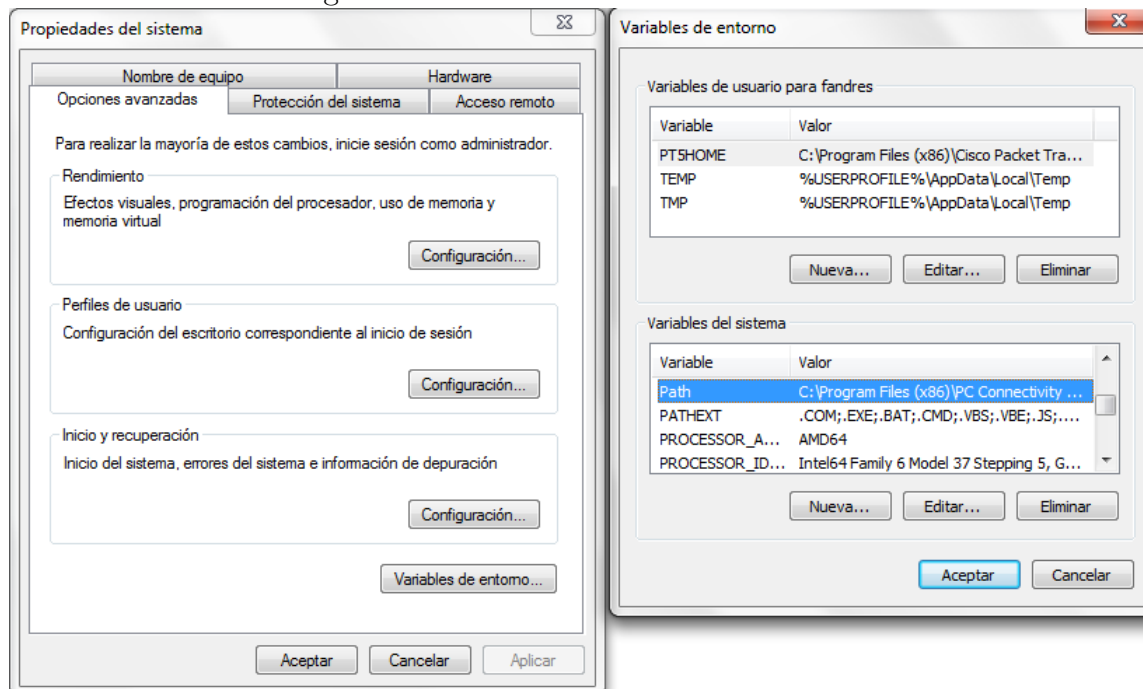 Propiedades del sistema
Nombre de equipo Hardware
Opciones avanzadas Protección del sistema Acceso remoto
Para realizar la mayoría de estos cambios, inicie sesión como administrador.
Rendimiento
Efectos visuales, programación del procesador, uso de memoria y
memoria virtual
Configuración...
Perfiles de usuario
Configuración del escritorio correspondiente al inicio de sesión
Configuración...
Inicio y recuperación
Inicio del sistema, errores del sistema e información de depuración
Configuración...
Variables de entorno...
Aceptar Cancelar Aplicar
Variables de entorno
Variables de usuario para fandres
Variable Valor
PT5HOME C:\Program Files (x86)\Cisco Packet Tra...
TEMP %USERPROFILE%\AppData\Local\Temp
TMP %USERPROFILE%\AppData\Local\Temp
Nueva... Editar... Eliminar
Variables del sistema
Variable Valor
Path C:\Program Files (x86)\PC Connectivity ...
PATHEXT .COM;.EXE;.BAT;.CMD;.VBS;.VBE;.JS;....
PROCESSOR_A... AMD64
PROCESSOR_ID... Intel64 Family 6 Model 37 Stepping 5, G...
Nueva... Editar... Eliminar
Aceptar Cancelar